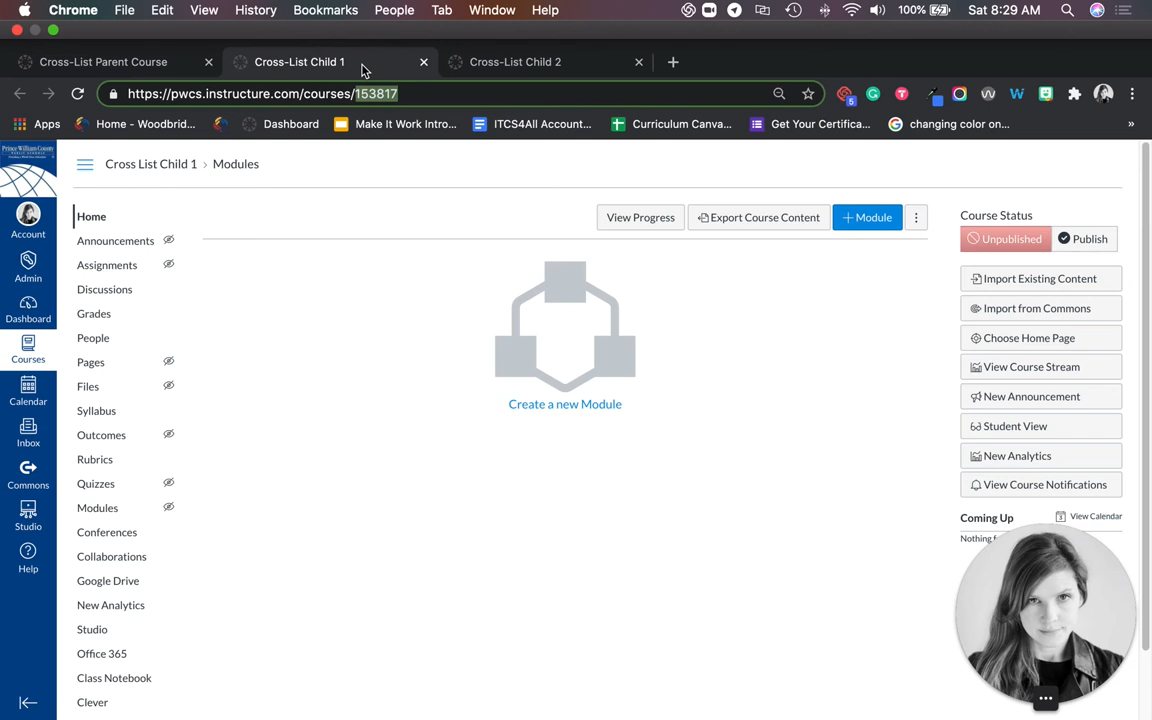 Chrome File Edit View History Bookmarks People Tab Window Help 100% Sat 8:29 AM
Cross-List Parent Course Cross-List Child 1 Cross-List Child 2
https://pwcs.instructure.com/courses/153817
5
Apps Home - Woodbrid... Dashboard Make It Work Intro... ITCS4All Account... Curriculum Canva... Get Your Certifica... changing color on... »
Prince William County
Cross List Child 1 › Modules
Account
Admin
Dashboard
Courses
Calendar
Inbox
Commons
Studio
Help
Home
Announcements
Assignments
Discussions
Grades
People
Pages
Files
Syllabus
Outcomes
Rubrics
Quizzes
Modules
Conferences
Collaborations
Google Drive
New Analytics
Studio
Office 365
Class Notebook
Clever
View Progress Export Course Content + Module
Create a new Module
Course Status
Unpublished Publish
Import Existing Content
Import from Commons
Choose Home Page
View Course Stream
New Announcement
Student View
New Analytics
View Course Notifications
Coming Up View Calendar
Nothing